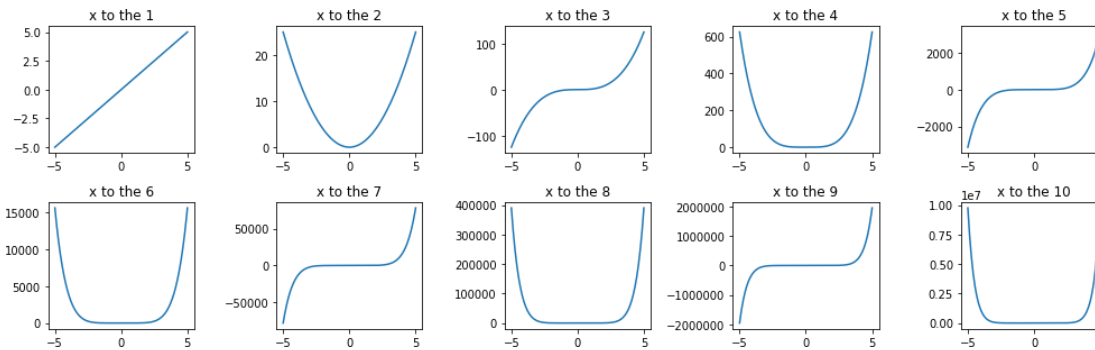 x to the 1
x to the 2
x to the 3
x to the 4
x to the 5
5.0
2.5
0.0
−2.5
−5.0
−5 0 5
20
10
0
−5 0 5
100
0
−100
−5 0 5
600
400
200
0
−5 0 5
2000
0
−2000
−5 0
x to the 6
x to the 7
x to the 8
x to the 9
x to the 10
15000
10000
5000
0
−5 0 5
50000
0
−50000
−5 0 5
400000
300000
200000
100000
0
−5 0 5
2000000
1000000
0
−1000000
−2000000
−5 0 5
1e7
1.00
0.75
0.50
0.25
0.00
−5 0